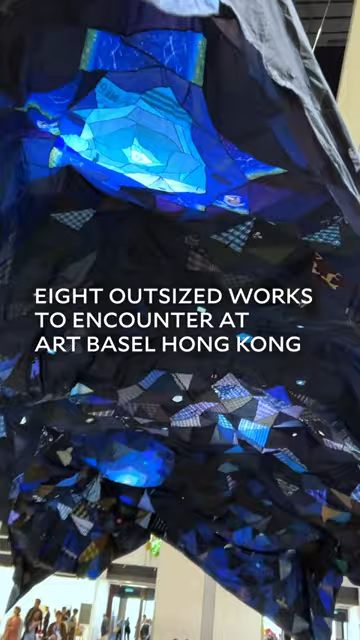 EIGHT OUTSIZED WORKS
TO ENCOUNTER AT
ART BASEL HONG KONG